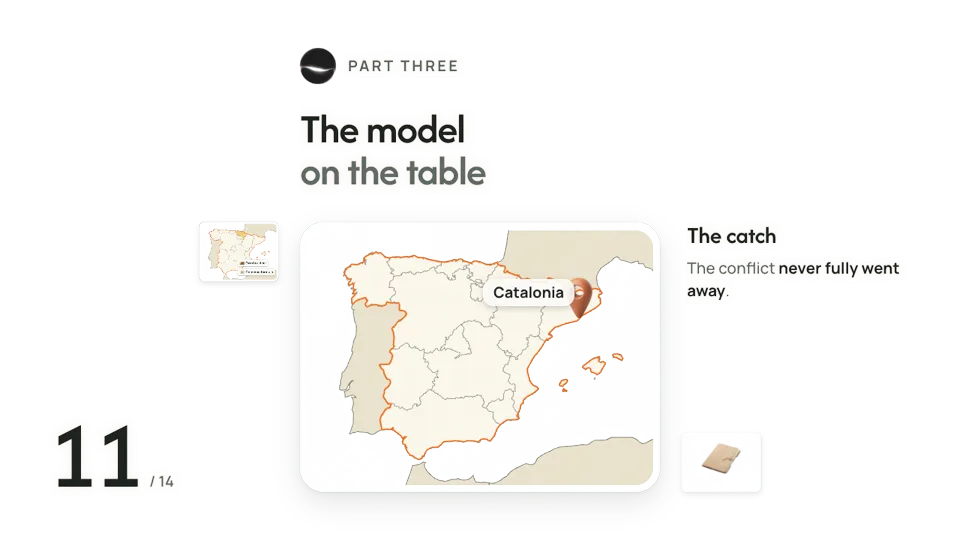 PART THREE
The model
on the table
Catalonia
The catch
The conflict never fully went
away.
11 / 14